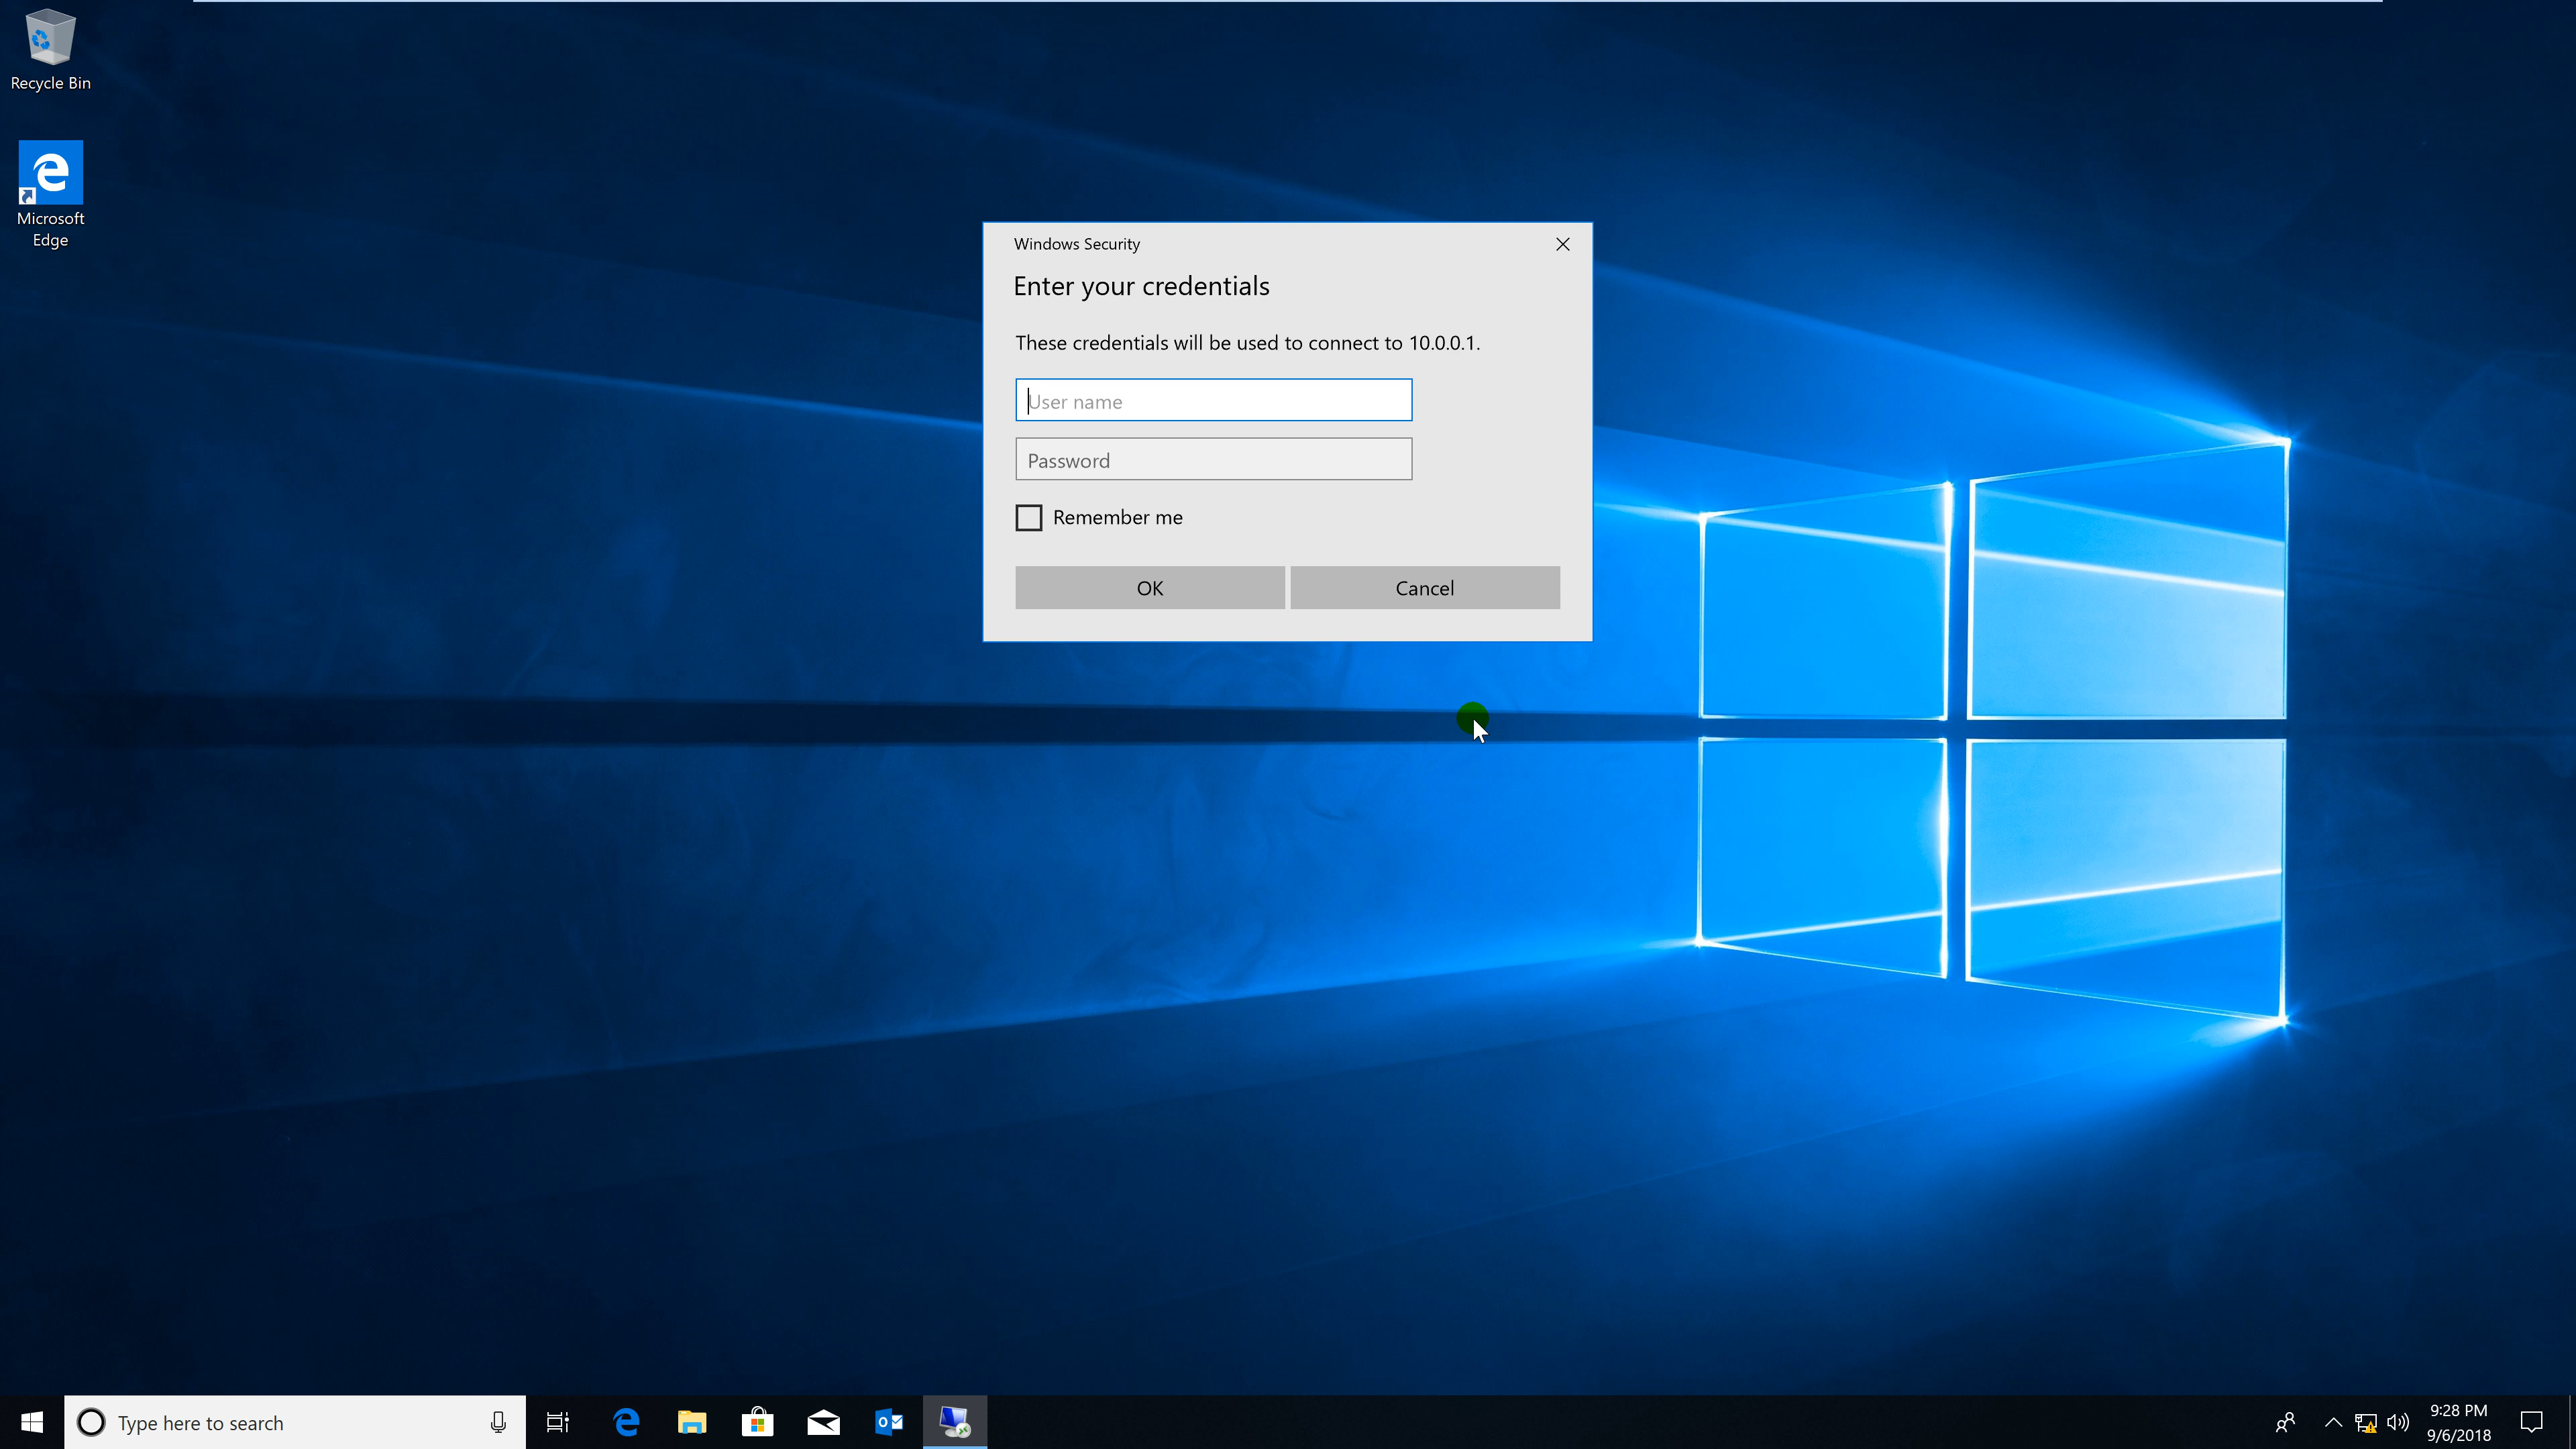 Recycle Bin
Microsoft
Edge
Windows Security
Enter your credentials
These credentials will be used to connect to 10.0.0.1.
User name
Password
Remember me
OK
Cancel
Type here to search
9:28 PM
9/6/2018